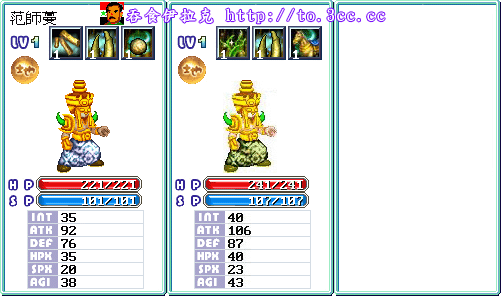 吞食伊拉克 http://to.3cc.cc
范師蔓
LV1
1 1 1
地
HP 221/221
SP 101/101
INT 35
ATK 92
DEF 76
HPK 35
SPK 20
AGI 38
LV1
1 1 1
地
HP 241/241
SP 107/107
INT 40
ATK 106
DEF 87
HPK 40
SPK 23
AGI 43